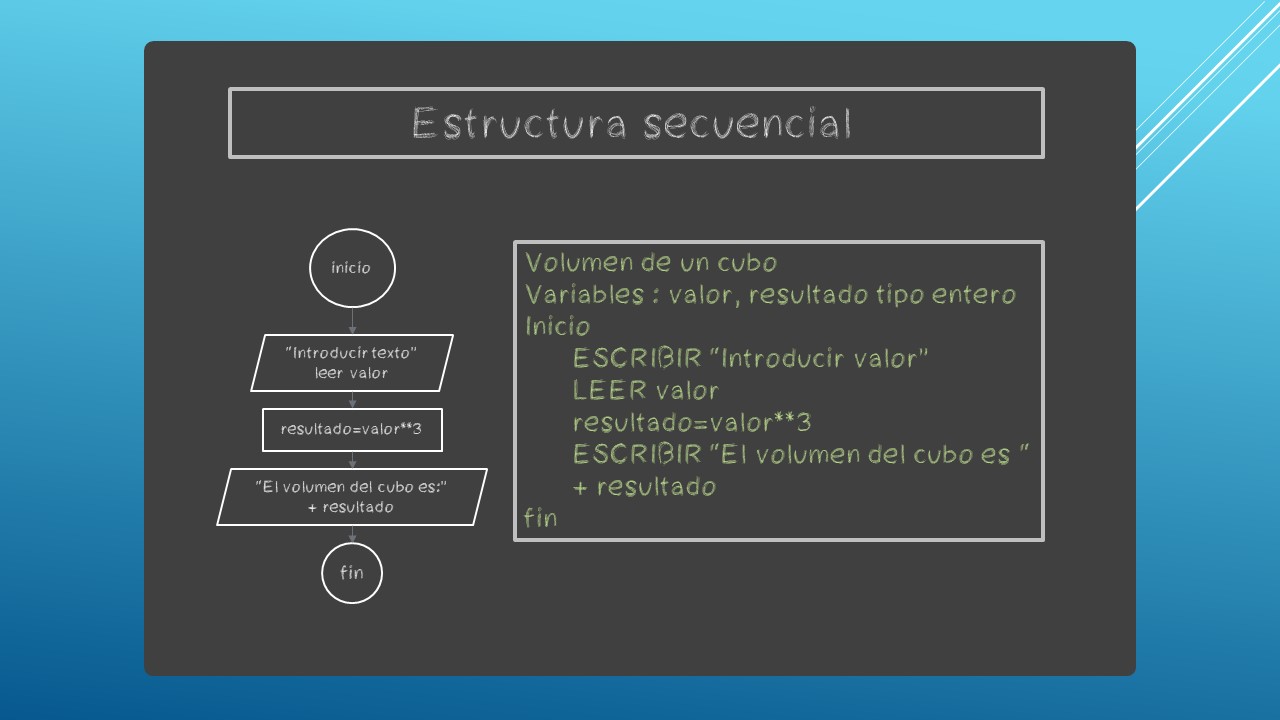 Estructura secuencial
inicio
"Introducir texto"
leer valor
resultado=valor**3
"El volumen del cubo es:"
+ resultado
fin
Volumen de un cubo
Variables : valor, resultado tipo entero
Inicio
ESCRIBIR "Introducir valor"
LEER valor
resultado=valor**3
ESCRIBIR "El volumen del cubo es "
+ resultado
fin